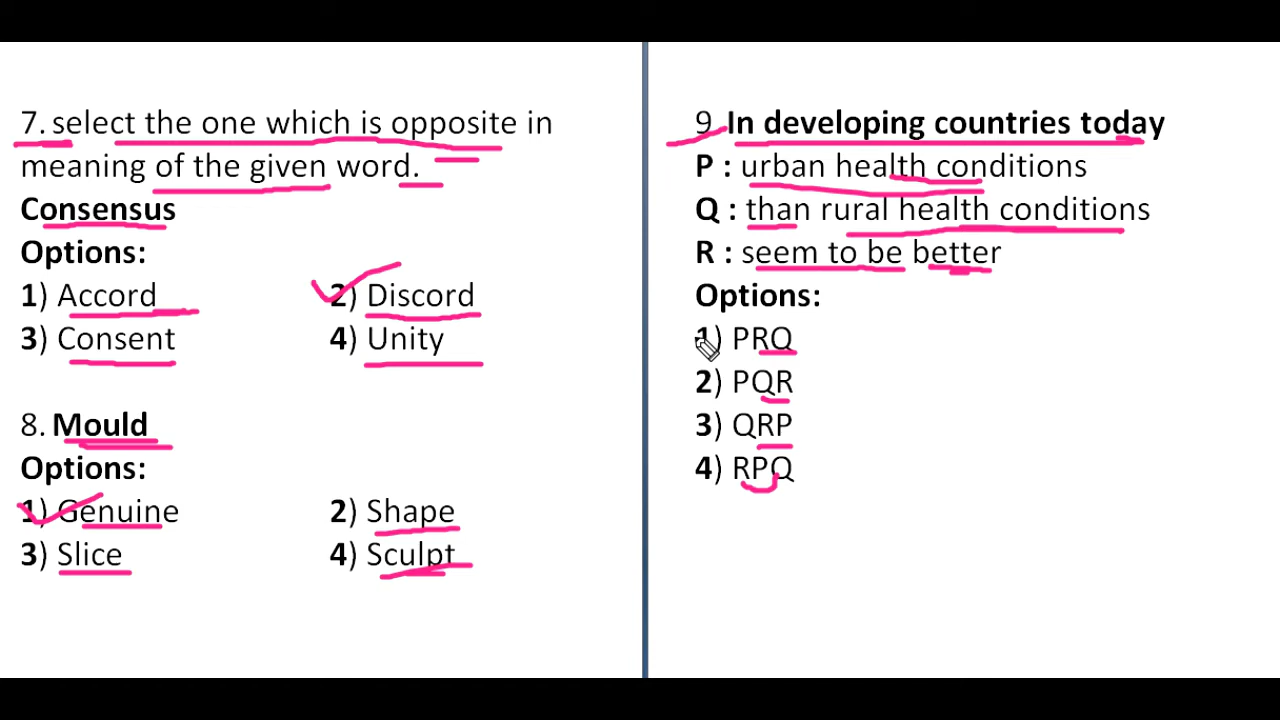 7. select the one which is opposite in
meaning of the given word.
Consensus
Options:
1) Accord 2) Discord
3) Consent 4) Unity
8. Mould
Options:
1) Genuine 2) Shape
3) Slice 4) Sculpt
9 In developing countries today
P : urban health conditions
Q : than rural health conditions
R : seem to be better
Options:
1) PRQ
2) PQR
3) QRP
4) RPQ